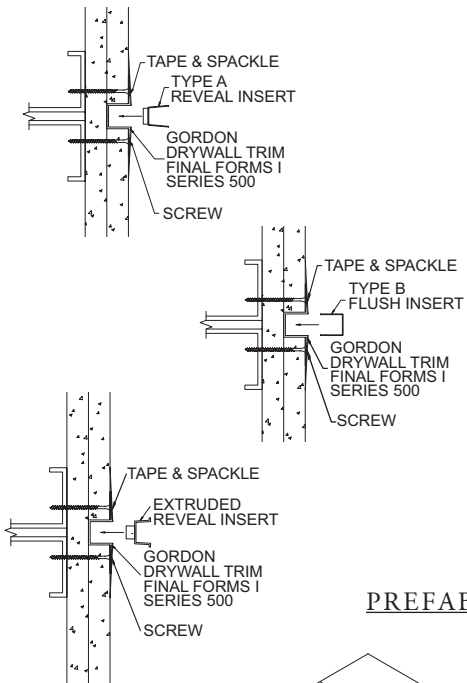 TAPE & SPACKLE
TYPE A
REVEAL INSERT
GORDON
DRYWALL TRIM
FINAL FORMS I
SERIES 500
SCREW
TAPE & SPACKLE
TYPE B
FLUSH INSERT
GORDON
DRYWALL TRIM
FINAL FORMS I
SERIES 500
SCREW
TAPE & SPACKLE
EXTRUDED
REVEAL INSERT
GORDON
DRYWALL TRIM
FINAL FORMS I
SERIES 500
SCREW